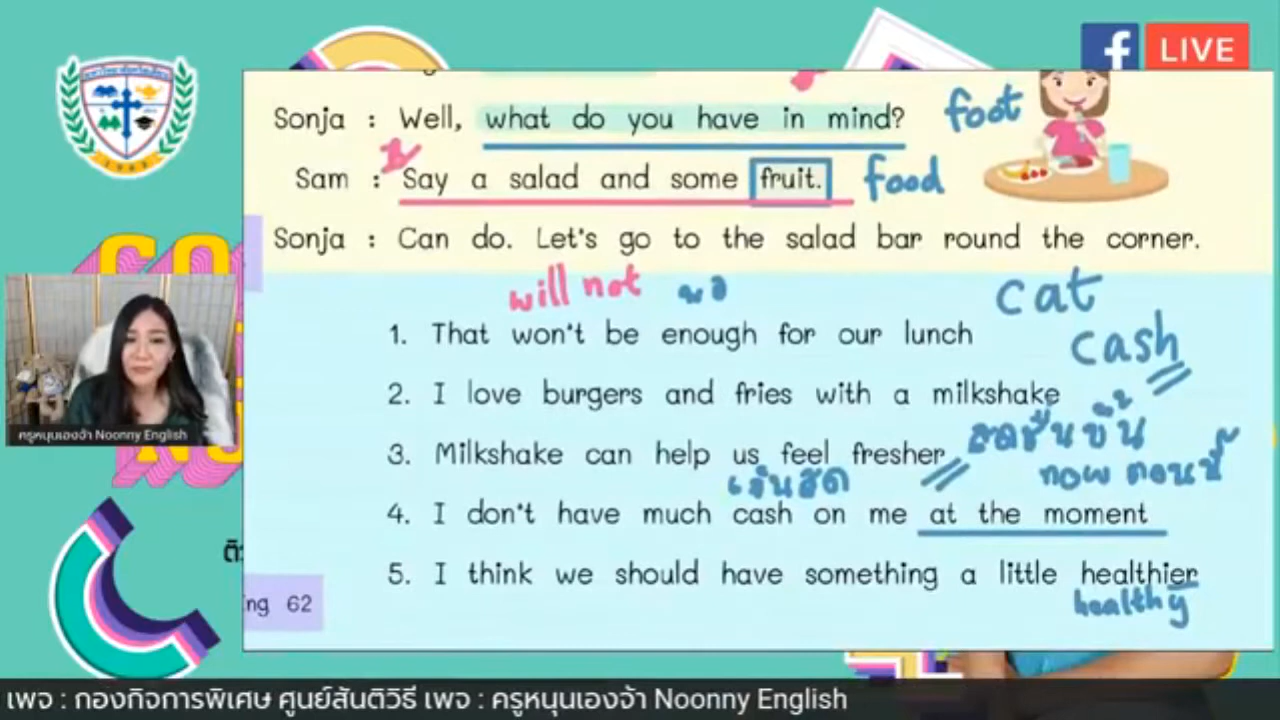 LIVE
Sonja : Well, what do you have in mind? foot
Sam : Say a salad and some fruit. food
Sonja : Can do. Let's go to the salad bar round the corner.
will not พอ
cat
1. That won't be enough for our lunch
cash
2. I love burgers and fries with a milkshake
สดชื่นขึ้น
3. Milkshake can help us feel fresher
now ตอนนี้
เงินสด
4. I don't have much cash on me at the moment
5. I think we should have something a little healthier
healthy
ng 62
ติว
ครูหนุนเองจ้า Noonny English
เพจ : กองกิจการพิเศษ ศูนย์สันติวิธี เพจ : ครูหนุนเองจ้า Noonny English